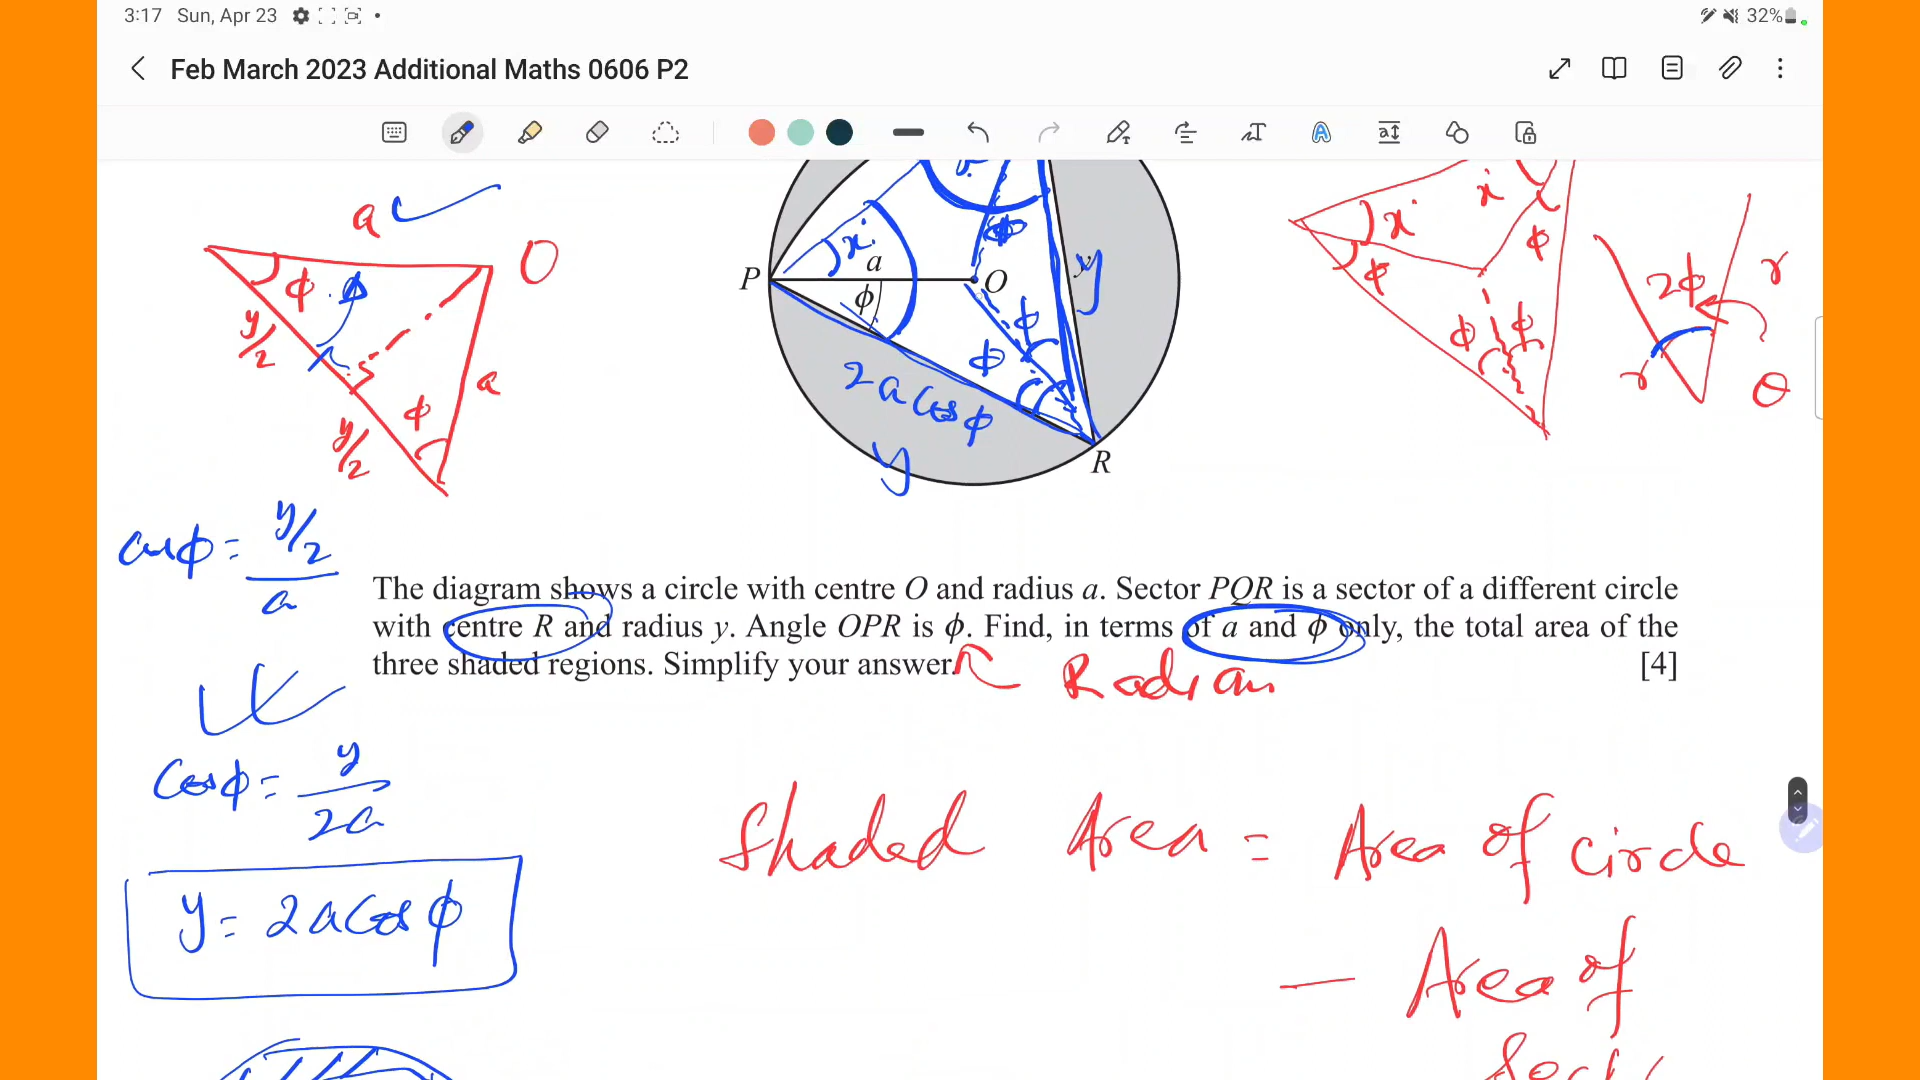 3:17 Sun, Apr 23
32%
Feb March 2023 Additional Maths 0606 P2
a
O
ϕ
ϕ
y/2
a
ϕ
y/2
x
a
P
O
ϕ
ϕ
y
y
ϕ
ϕ
2a cos ϕ
y
R
x
x
ϕ
ϕ
ϕ
ϕ
2ϕ
r
r
θ
cos ϕ = y/2
a
The diagram shows a circle with centre O and radius a. Sector PQR is a sector of a different circle
with centre R and radius y. Angle OPR is ϕ. Find, in terms of a and ϕ only, the total area of the
three shaded regions. Simplify your answer.
[4]
Radian
Cos ϕ = y
2a
Shaded Area = Area of circle
y = 2a Cos ϕ
— Area of